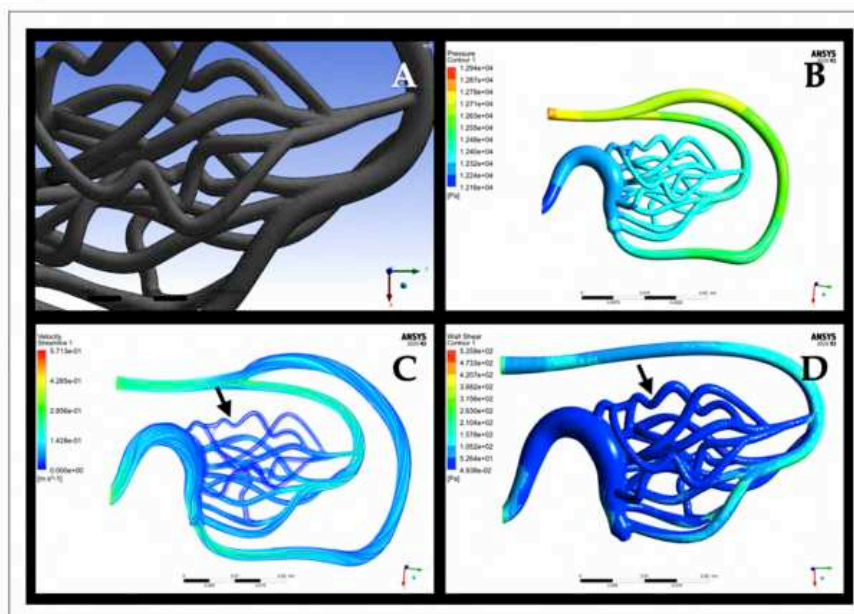 A
Pressure
Contour 1
1.294e+04
1.287e+04
1.279e+04
1.271e+04
1.263e+04
1.255e+04
1.248e+04
1.240e+04
1.232e+04
1.224e+04
1.216e+04
[Pa]
ANSYS
B
Velocity
Streamline 1
5.713e-01
4.285e-01
2.856e-01
1.428e-01
0.000e+00
[m s^-1]
ANSYS
C
Wall Shear
Contour 1
5.259e+02
4.733e+02
4.207e+02
3.682e+02
3.156e+02
2.630e+02
2.104e+02
1.578e+02
1.052e+02
5.264e+01
4.938e-02
[Pa]
ANSYS
D